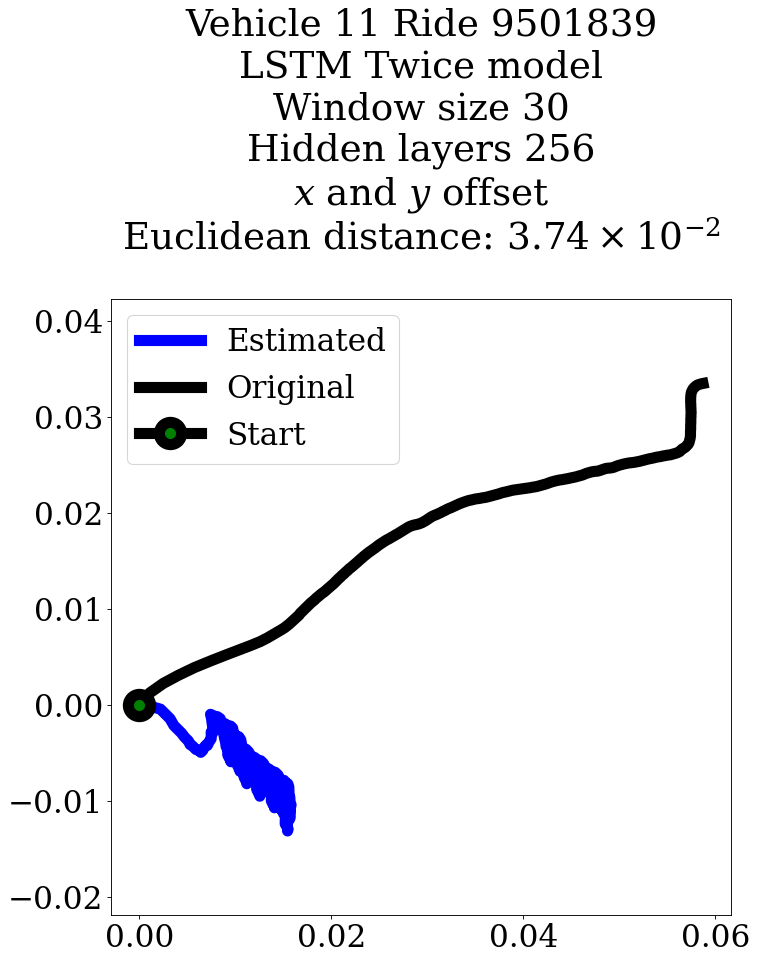 Vehicle 11 Ride 9501839
LSTM Twice model
Window size 30
Hidden layers 256
x and y offset
Euclidean distance: 3.74 × 10⁻²
Estimated
Original
Start
0.04
0.03
0.02
0.01
0.00
−0.01
−0.02
0.00 0.02 0.04 0.06